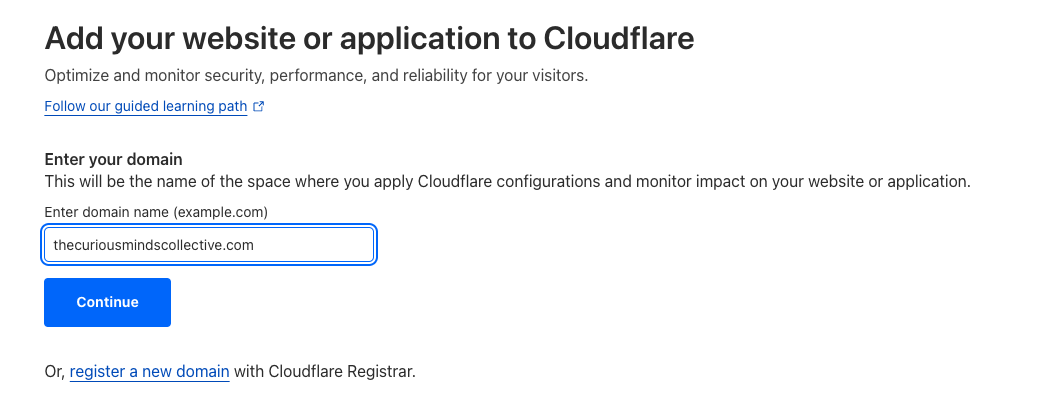 Add your website or application to Cloudflare
Optimize and monitor security, performance, and reliability for your visitors.
Follow our guided learning path
Enter your domain
This will be the name of the space where you apply Cloudflare configurations and monitor impact on your website or application.
Enter domain name (example.com)
thecuriousmindscollective.com
Continue
Or, register a new domain with Cloudflare Registrar.